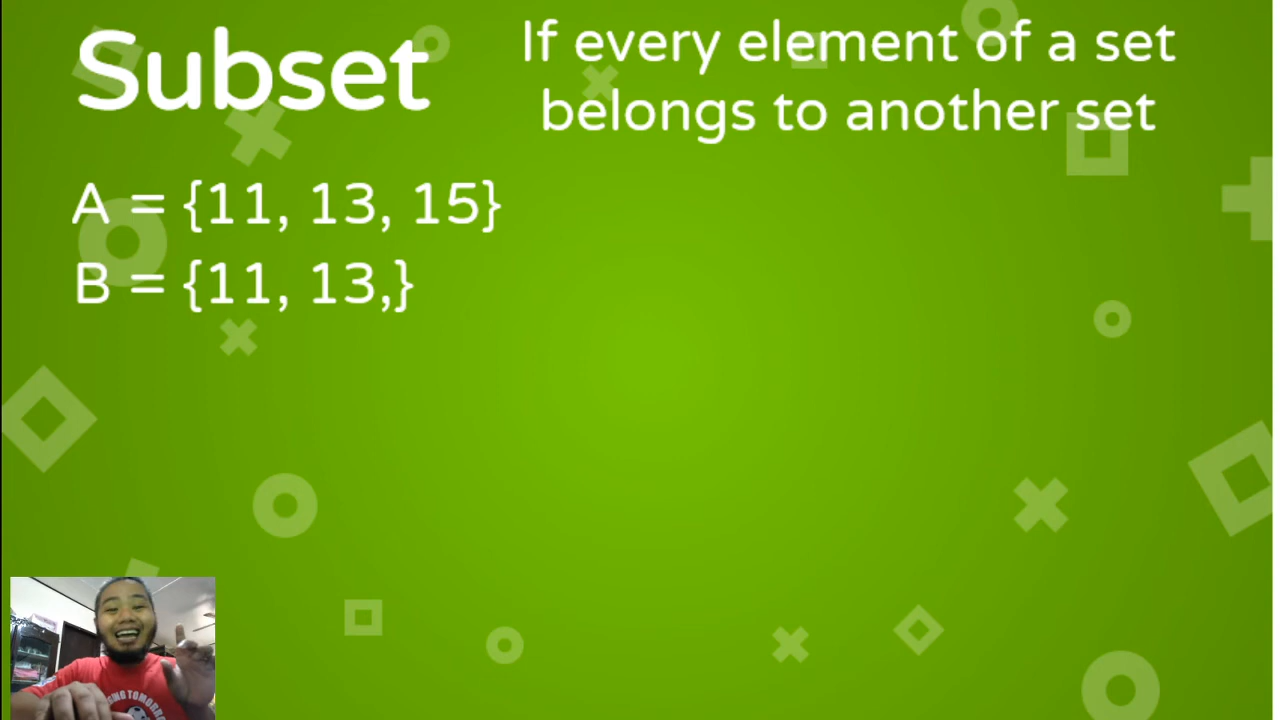 Subset
If every element of a set
belongs to another set
A = {11, 13, 15}
B = {11, 13,}